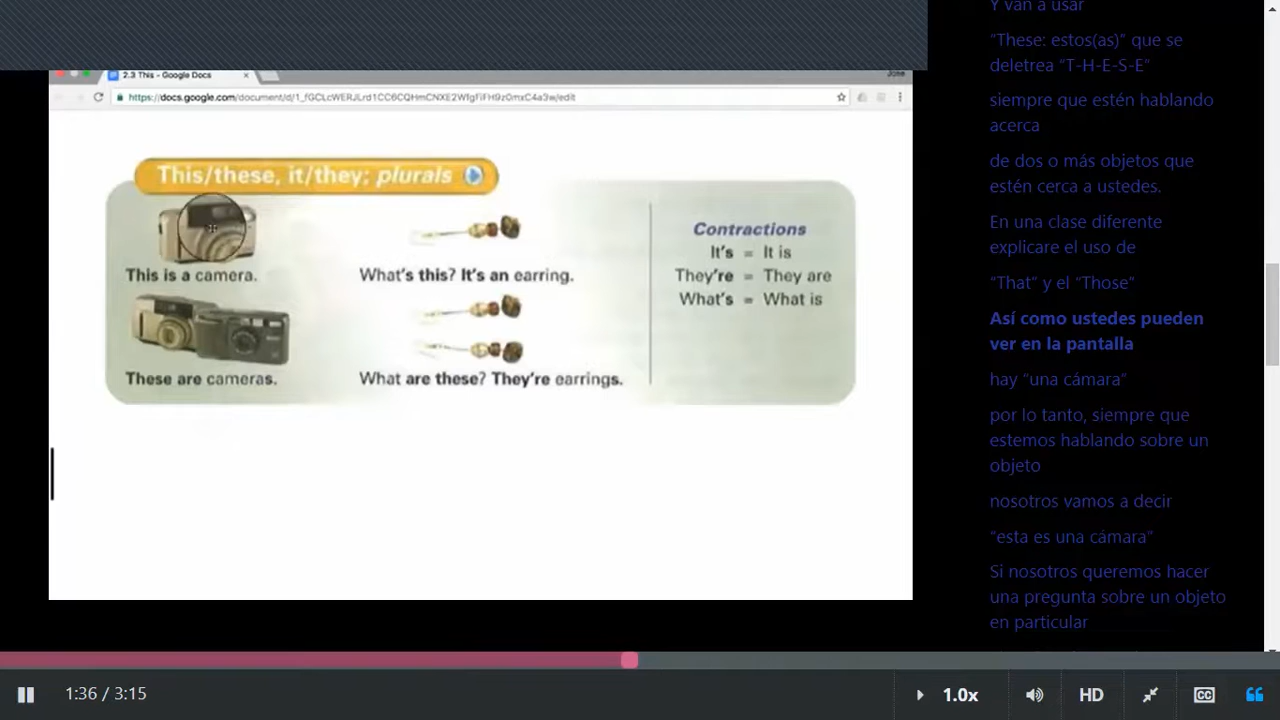 2.3 This - Google Docs
Jose
This/these, it/they; plurals
This is a camera.
What's this? It's an earring.
These are cameras.
What are these? They're earrings.
Contractions
It's = It is
They're = They are
What's = What is
Y van a usar
"These: estos(as)" que se
deletrea “T-H-E-S-E”
siempre que estén hablando
acerca
de dos o más objetos que
estén cerca a ustedes.
En una clase diferente
explicare el uso de
“That” y el “Those”
Así como ustedes pueden
ver en la pantalla
hay “una cámara”
por lo tanto, siempre que
estemos hablando sobre un
objeto
nosotros vamos a decir
“esta es una cámara”
Si nosotros queremos hacer
una pregunta sobre un objeto
en particular
1:36 / 3:15
1.0x
HD
CC